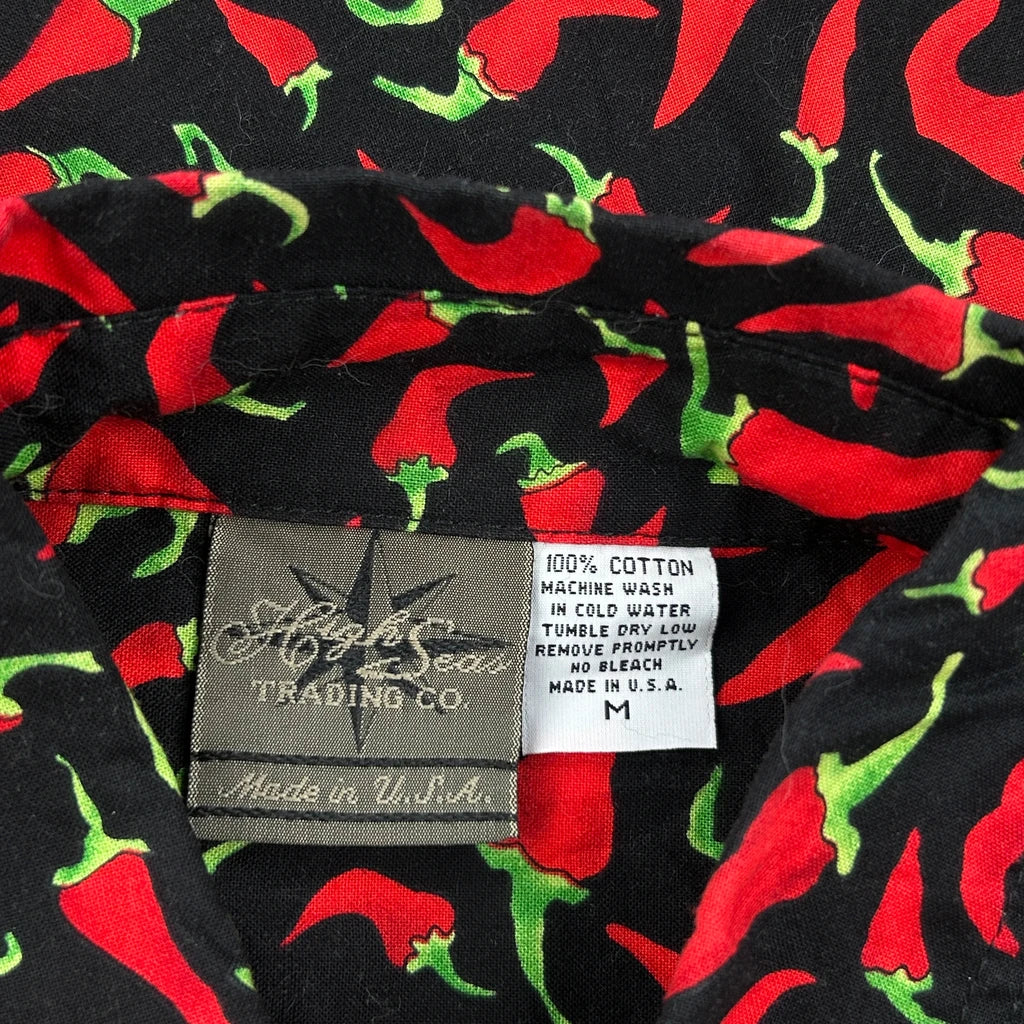 High Seas
TRADING CO.
Made in U.S.A.
100% COTTON
MACHINE WASH
IN COLD WATER
TUMBLE DRY LOW
REMOVE PROMPTLY
NO BLEACH
MADE IN U.S.A.
M